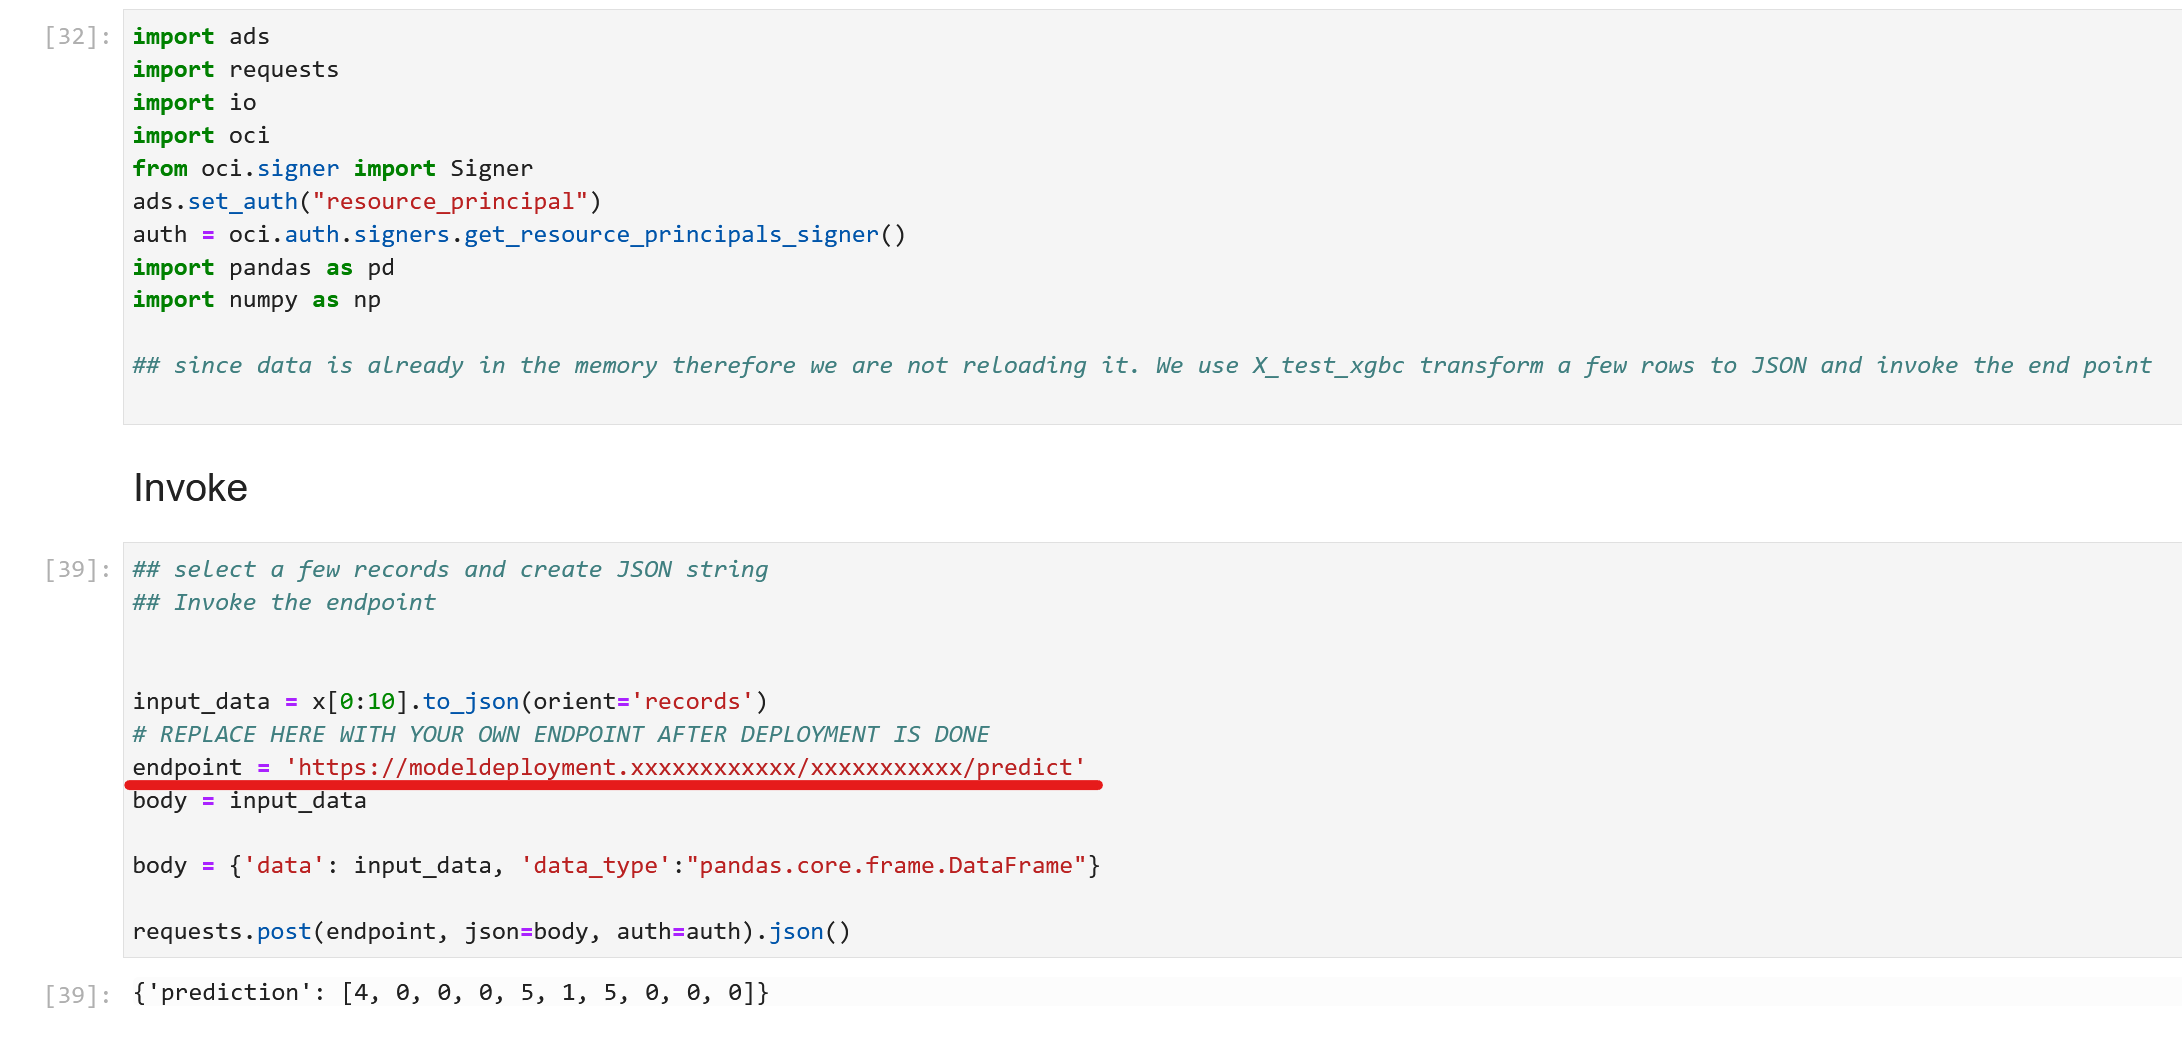 [32]:
import ads
import requests
import io
import oci
from oci.signer import Signer
ads.set_auth("resource_principal")
auth = oci.auth.signers.get_resource_principals_signer()
import pandas as pd
import numpy as np
## since data is already in the memory therefore we are not reloading it. We use X_test_xgbc transform a few rows to JSON and invoke the end point
Invoke
[39]:
## select a few records and create JSON string
## Invoke the endpoint
input_data = x[0:10].to_json(orient='records')
# REPLACE HERE WITH YOUR OWN ENDPOINT AFTER DEPLOYMENT IS DONE
endpoint = 'https://modeldeployment.xxxxxxxxxxxx/xxxxxxxxxxx/predict'
body = input_data
body = {'data': input_data, 'data_type':"pandas.core.frame.DataFrame"}
requests.post(endpoint, json=body, auth=auth).json()
[39]:
{'prediction': [4, 0, 0, 0, 5, 1, 5, 0, 0, 0]}